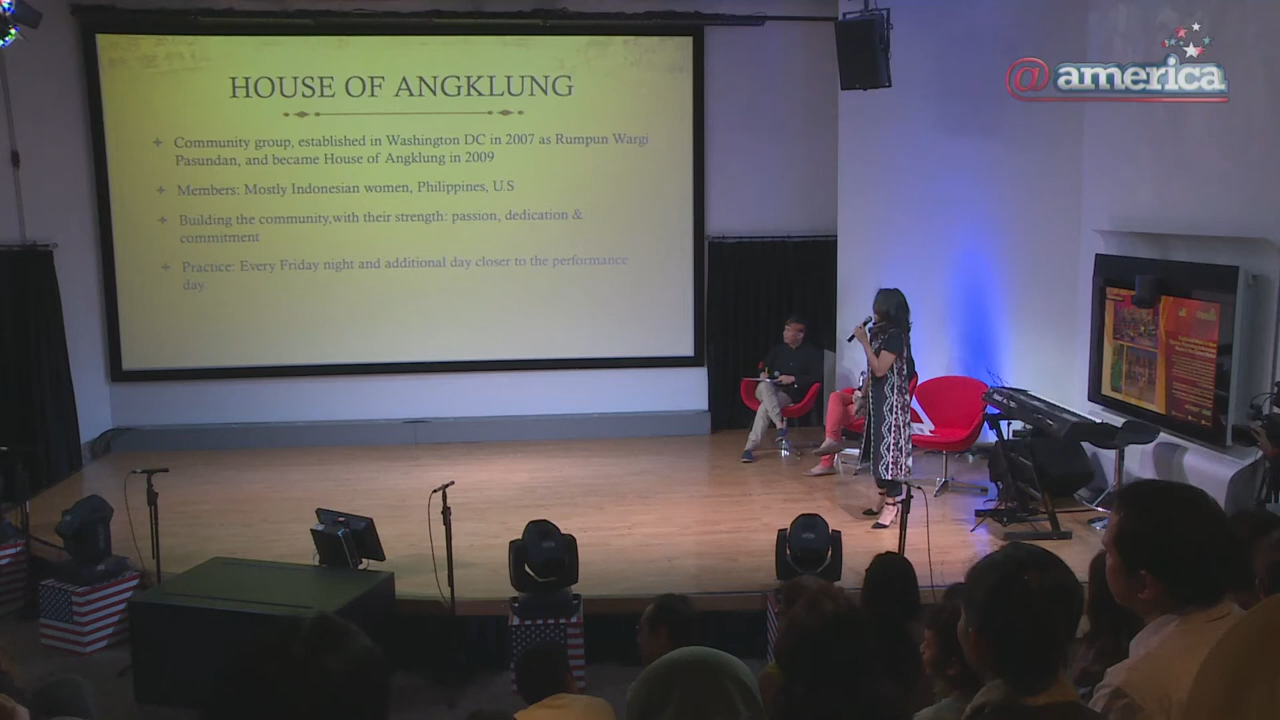 HOUSE OF ANGKLUNG
Community group, established in Washington DC in 2007 as Rumpun Wargi
Pasundan, and became House of Angklung in 2009
Members: Mostly Indonesian women, Philippines, U.S
Building the community,with their strength: passion, dedication &
commitment
Practice: Every Friday night and additional day closer to the performance
day.
@america